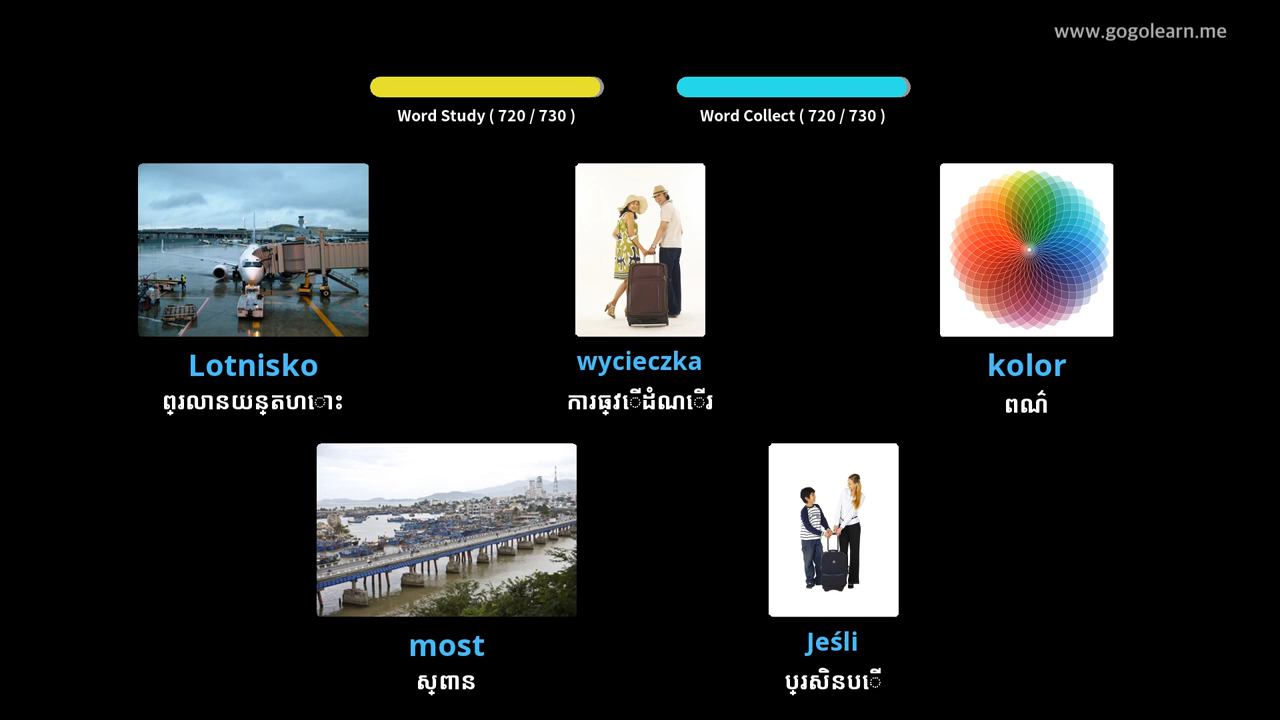 www.gogolearn.me
Word Study ( 720 / 730 )
Word Collect ( 720 / 730 )
Lotnisko
wycieczka
kolor
ព្រលានយន្តហោះ
ការធ្វើដំណើរ
ពណ៌
most
Jeśli
ស្ពាន
ប្រសិនបើ